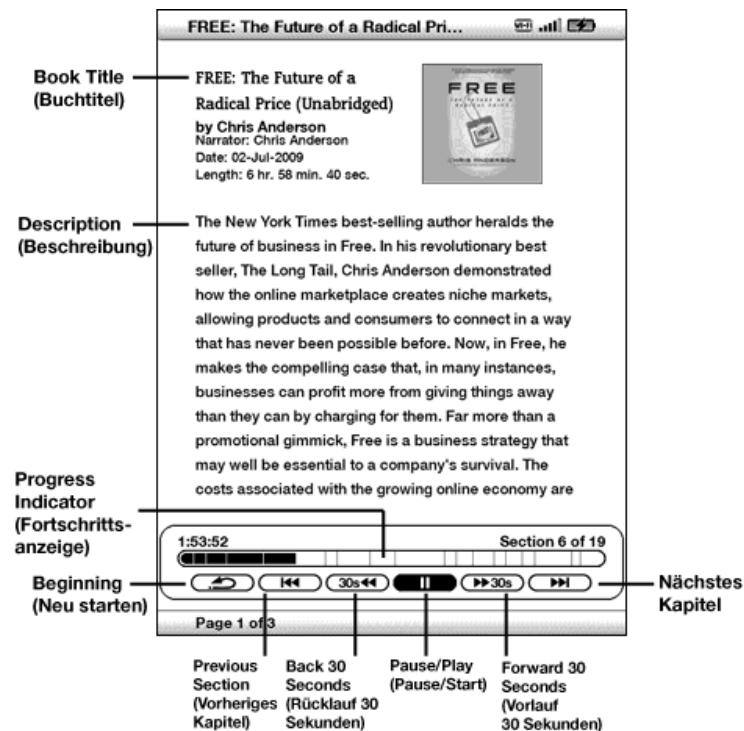 FREE: The Future of a Radical Pri...
WI-FI
Book Title
(Buchtitel)
FREE: The Future of a
Radical Price (Unabridged)
by Chris Anderson
Narrator: Chris Anderson
Date: 02-Jul-2009
Length: 6 hr. 58 min. 40 sec.
FREE
THE FUTURE OF A
RADICAL PRICE
CHRIS ANDERSON
Description
(Beschreibung)
The New York Times best-selling author heralds the
future of business in Free. In his revolutionary best
seller, The Long Tail, Chris Anderson demonstrated
how the online marketplace creates niche markets,
allowing products and consumers to connect in a way
that has never been possible before. Now, in Free, he
makes the compelling case that, in many instances,
businesses can profit more from giving things away
than they can by charging for them. Far more than a
promotional gimmick, Free is a business strategy that
may well be essential to a company's survival. The
costs associated with the growing online economy are
Progress
Indicator
(Fortschritts-
anzeige)
1:53:52
Section 6 of 19
Beginning
(Neu starten)
30s
30s
Nächstes
Kapitel
Page 1 of 3
Previous
Section
(Vorheriges
Kapitel)
Back 30
Seconds
(Rücklauf 30
Sekunden)
Pause/Play
(Pause/Start)
Forward 30
Seconds
(Vorlauf
30 Sekunden)